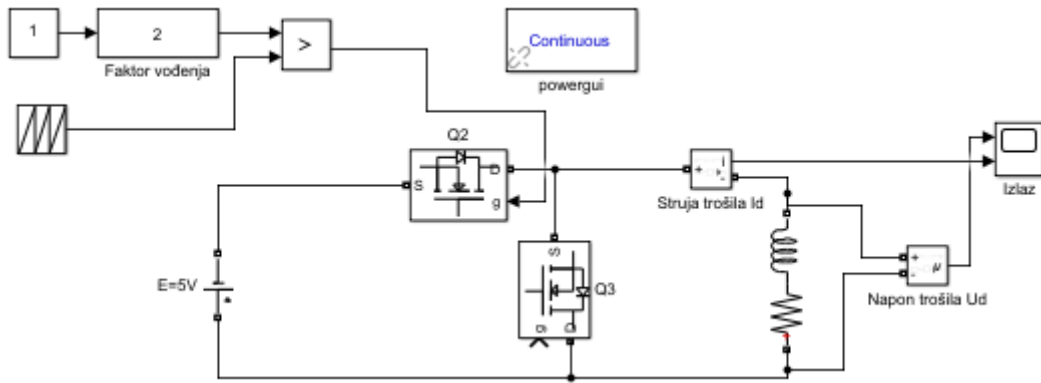 1
2
>
Faktor vođenja
Continuous
powergui
Q2
S
D
g
+
i
-
Struja trošila Id
Izlaz
E=5V
S
Q3
g
D
+
-
Napon trošila Ud